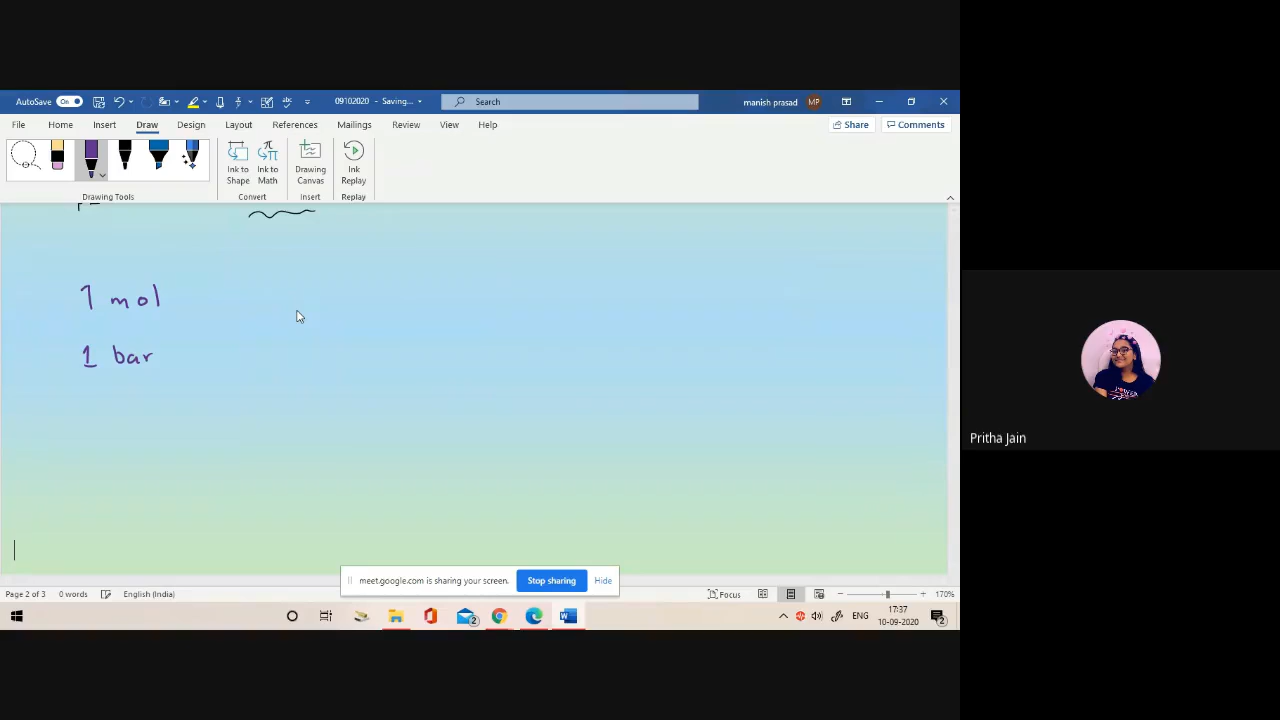 AutoSave On
09102020 - Saving...
Search
manish prasad MP
File Home Insert Draw Design Layout References Mailings Review View Help
Share Comments
Ink to Shape
Ink to Math
Drawing Canvas
Ink Replay
Drawing Tools Convert Insert Replay
1 mol
1 bar
Pritha Jain
meet.google.com is sharing your screen. Stop sharing Hide
Page 2 of 3 0 words English (India) Focus 170%
2 ENG 17:37
10-09-2020 2